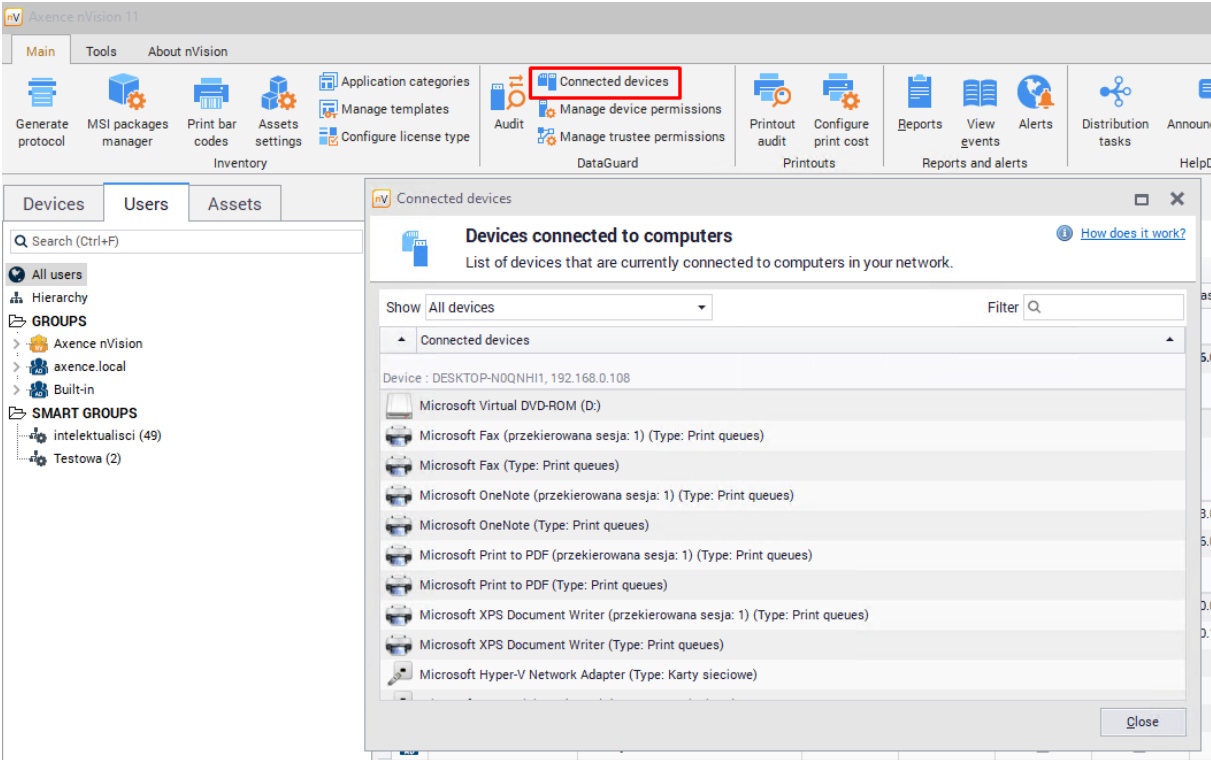 nV Axence nVision 11
Main Tools About nVision
Generate protocol
MSI packages manager
Print bar codes
Assets settings
Application categories
Manage templates
Configure license type
Inventory
Audit
Connected devices
Manage device permissions
Manage trustee permissions
DataGuard
Printout audit
Configure print cost
Printouts
Reports
View events
Alerts
Reports and alerts
Distribution tasks
Devices Users Assets
Search (Ctrl+F)
All users
Hierarchy
GROUPS
Axence nVision
axence.local
Built-in
SMART GROUPS
intelektualisci (49)
Testowa (2)
nV Connected devices
Devices connected to computers
How does it work?
List of devices that are currently connected to computers in your network.
Show All devices Filter
Connected devices
Device : DESKTOP-N0QNHI1, 192.168.0.108
Microsoft Virtual DVD-ROM (D:)
Microsoft Fax (przekierowana sesja: 1) (Type: Print queues)
Microsoft Fax (Type: Print queues)
Microsoft OneNote (przekierowana sesja: 1) (Type: Print queues)
Microsoft OneNote (Type: Print queues)
Microsoft Print to PDF (przekierowana sesja: 1) (Type: Print queues)
Microsoft Print to PDF (Type: Print queues)
Microsoft XPS Document Writer (przekierowana sesja: 1) (Type: Print queues)
Microsoft XPS Document Writer (Type: Print queues)
Microsoft Hyper-V Network Adapter (Type: Karty sieciowe)
Close